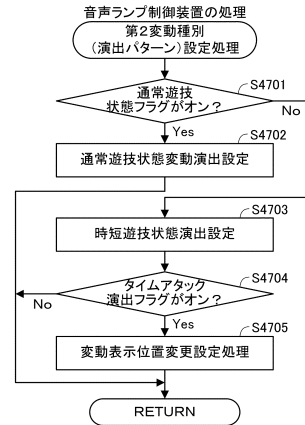 音声ランプ制御装置の処理
第2変動種別
(演出パターン)設定処理
S4701
通常遊技
状態フラグがオン?
No
Yes
S4702
通常遊技状態変動演出設定
S4703
時短遊技状態演出設定
S4704
タイムアタック
演出フラグがオン?
No
Yes
S4705
変動表示位置変更設定処理
RETURN